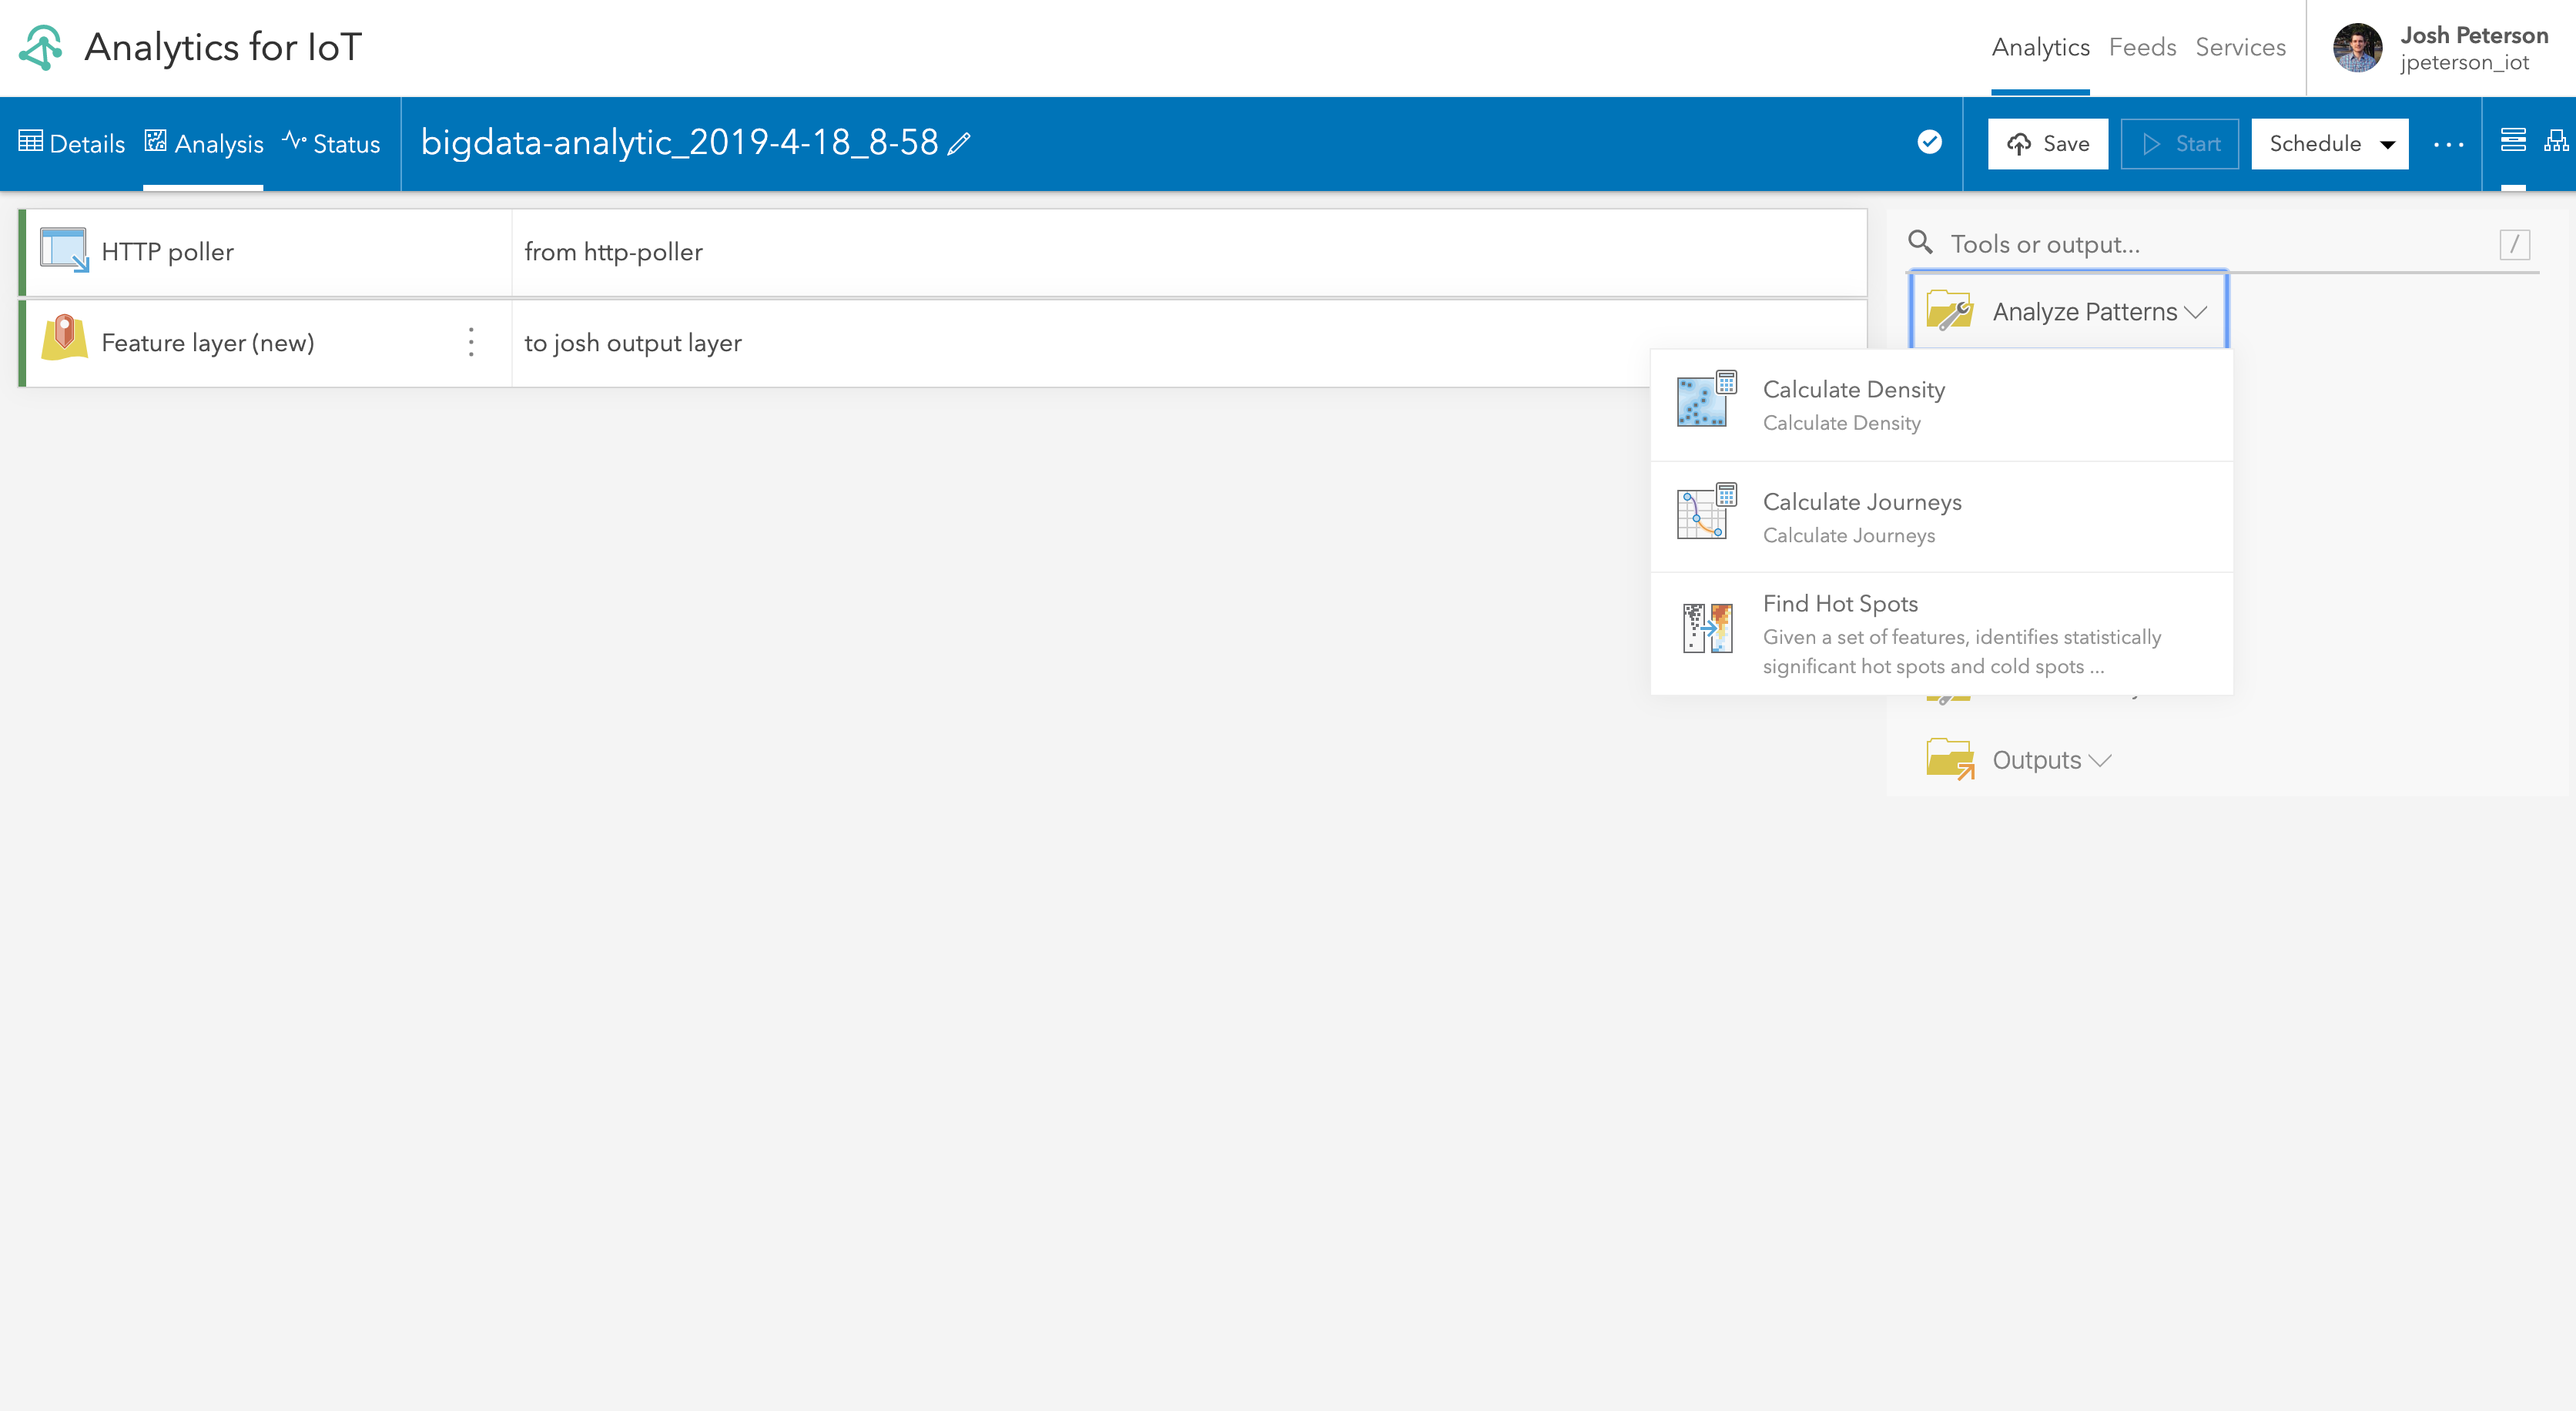 Analytics for IoT
Analytics Feeds Services
Josh Peterson
jpeterson_iot
Details Analysis Status
bigdata-analytic_2019-4-18_8-58
Save Start Schedule ...
HTTP poller
from http-poller
Feature layer (new)
to josh output layer
Tools or output...
/
Analyze Patterns
Calculate Density
Calculate Density
Calculate Journeys
Calculate Journeys
Find Hot Spots
Given a set of features, identifies statistically
significant hot spots and cold spots ...
Outputs